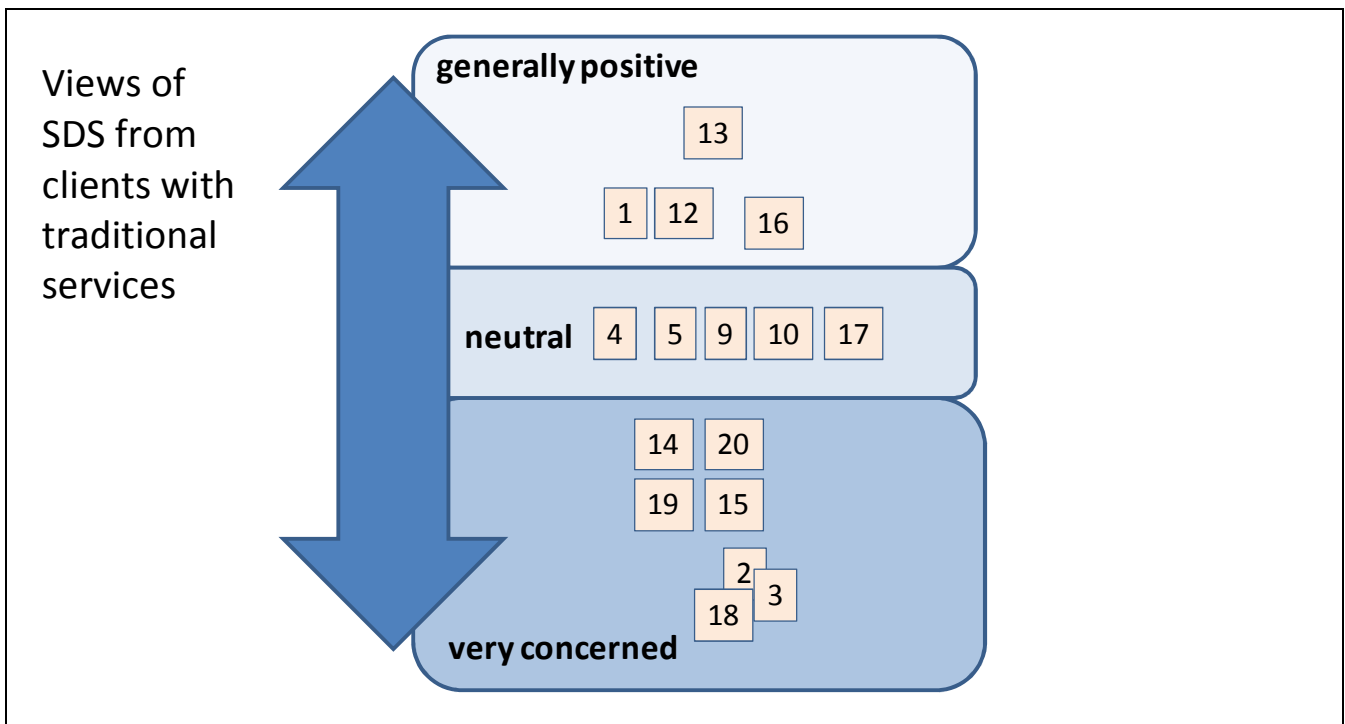 Views of
SDS from
clients with
traditional
services
generally positive
13
1 12 16
neutral 4 5 9 10 17
14 20
19 15
2
3
18
very concerned